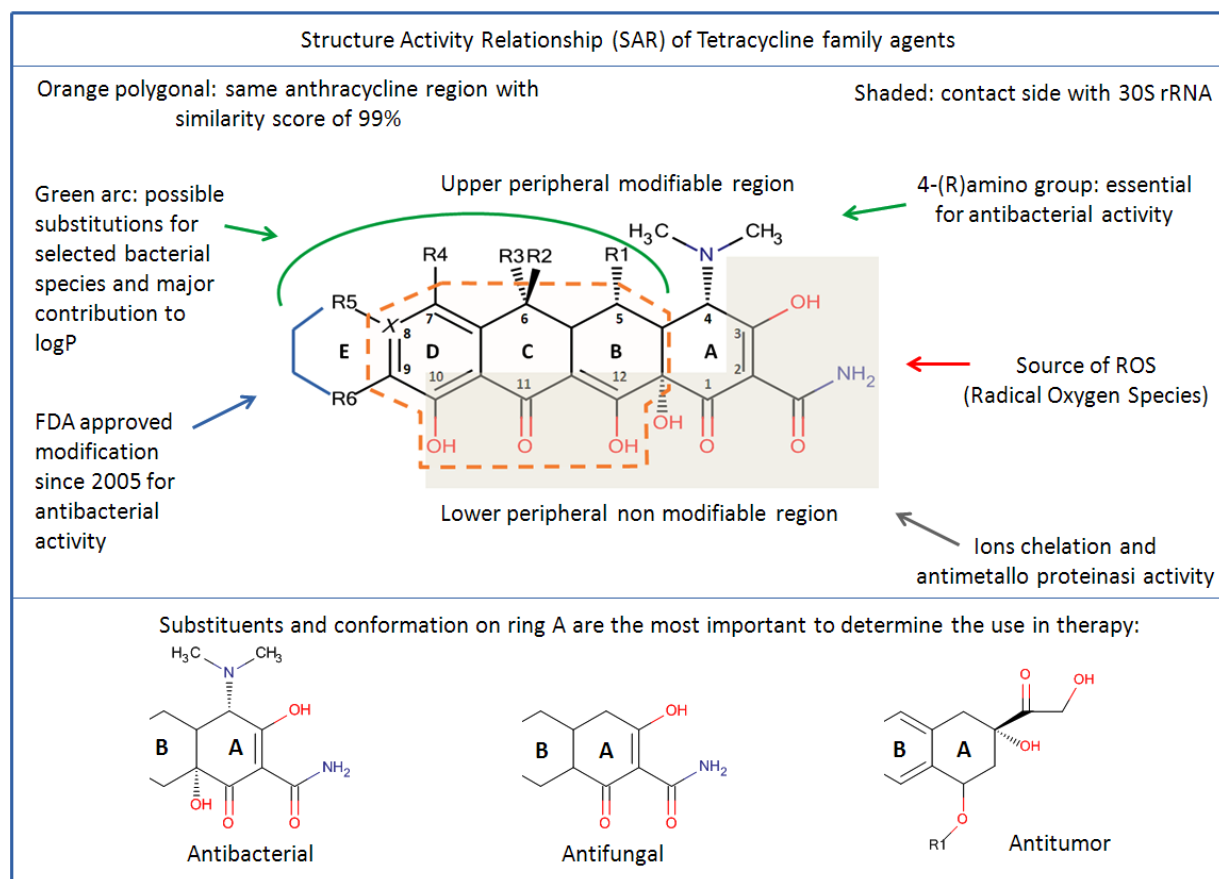 Structure Activity Relationship (SAR) of Tetracycline family agents
Orange polygonal: same anthracycline region with
similarity score of 99%
Shaded: contact side with 30S rRNA
Green arc: possible
substitutions for
selected bacterial
species and major
contribution to
logP
Upper peripheral modifiable region
4-(R)amino group: essential
for antibacterial activity
H3C
CH3
N
R4
R3
R2
R1
OH
R5
X
7
8
6
5
4
3
E
D
C
B
A
9
10
11
12
1
2
NH2
R6
OH
O
OH
OH
O
O
Source of ROS
(Radical Oxygen Species)
FDA approved
modification
since 2005 for
antibacterial
activity
Lower peripheral non modifiable region
Ions chelation and
antimetallo proteinasi activity
Substituents and conformation on ring A are the most important to determine the use in therapy:
H3C
CH3
N
OH
B
A
NH2
OH
O
O
Antibacterial
OH
B
A
NH2
O
O
Antifungal
O
OH
B
A
OH
O
R1
Antitumor